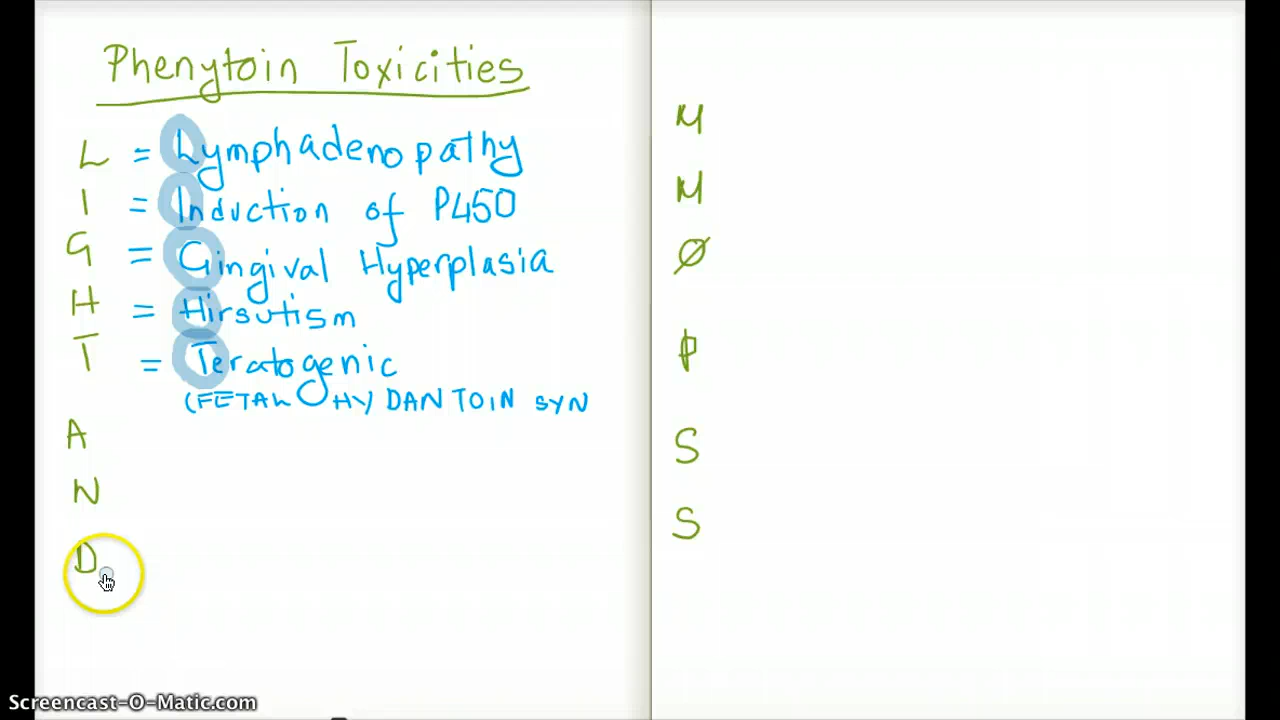 Phenytoin Toxicities
L = Lymphadenopathy
I = Induction of P450
G = Gingival Hyperplasia
H = Hirsutism
T = Teratogenic
(FETAL HYDANTOIN SYN
A
N
D
M
M
Ø
P
S
S
Screencast-O-Matic.com